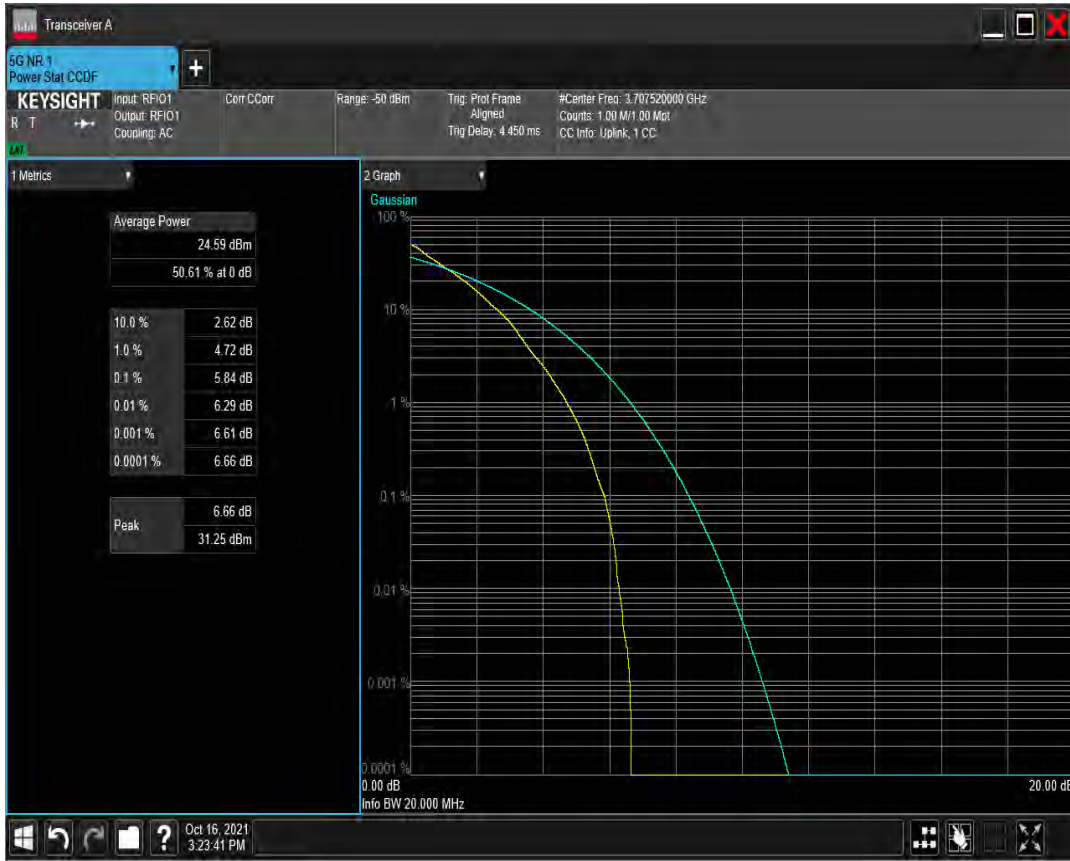 Transceiver A
5G NR 1
Power Stat CCDF
+
KEYSIGHT
R T
LXI
Input: RFIO1
Output: RFIO1
Coupling: AC
Corr CCorr
Range: -50 dBm
Trig: Prot Frame
Aligned
Trig Delay: 4.450 ms
#Center Freq: 3.707520000 GHz
Counts: 1.00 M/1.00 Mpt
CC Info: Uplink, 1 CC
1 Metrics
Average Power
24.59 dBm
50.61 % at 0 dB
10.0 % 2.62 dB
1.0 % 4.72 dB
0.1 % 5.84 dB
0.01 % 6.29 dB
0.001 % 6.61 dB
0.0001 % 6.66 dB
Peak
6.66 dB
31.25 dBm
2 Graph
Gaussian
100 %
10 %
1 %
0.1 %
0.01 %
0.001 %
0.0001 %
0.00 dB
20.00 dB
Info BW 20.000 MHz
?
Oct 16, 2021
3:23:41 PM